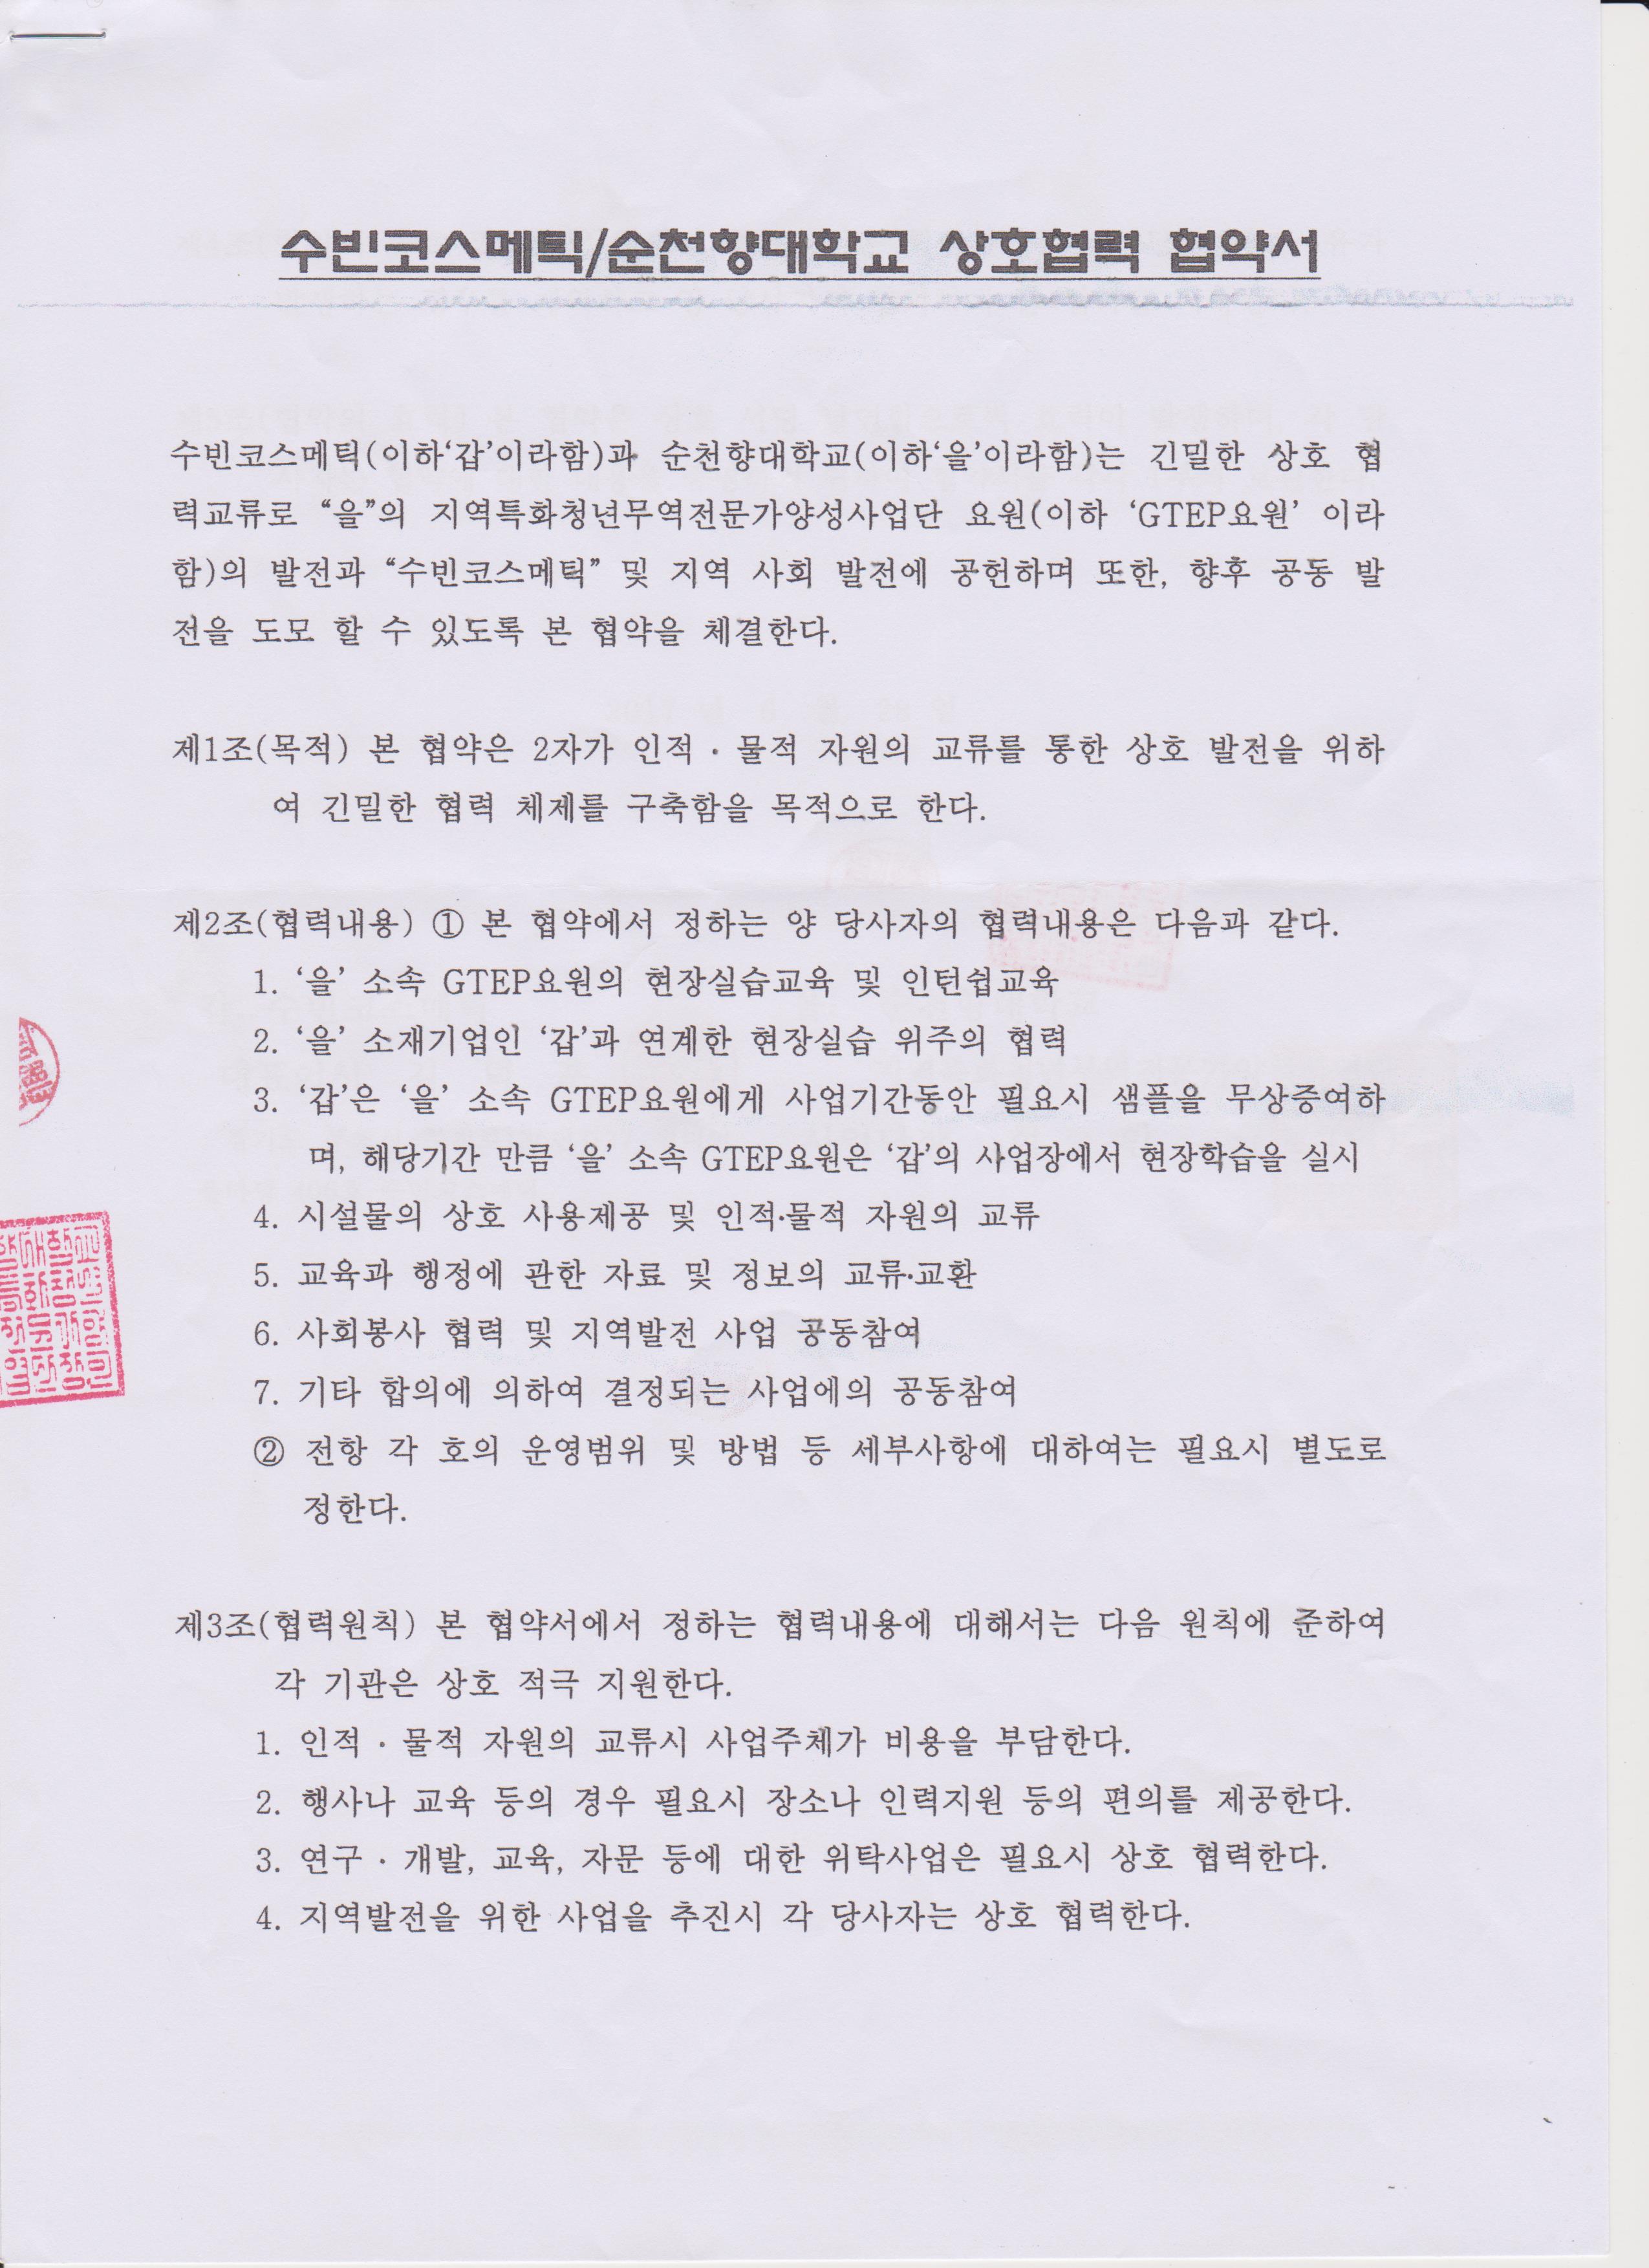 수빈코스메틱/순천향대학교 상호협력 협약서
수빈코스메틱(이하‘갑’이라함)과 순천향대학교(이하‘을’이라함)는 긴밀한 상호 협
력교류로 “을”의 지역특화청년무역전문가양성사업단 요원(이하 ‘GTEP요원’ 이라
함)의 발전과 “수빈코스메틱” 및 지역 사회 발전에 공헌하며 또한, 향후 공동 발
전을 도모 할 수 있도록 본 협약을 체결한다.
제1조(목적) 본 협약은 2자가 인적 · 물적 자원의 교류를 통한 상호 발전을 위하
여 긴밀한 협력 체제를 구축함을 목적으로 한다.
제2조(협력내용) ① 본 협약에서 정하는 양 당사자의 협력내용은 다음과 같다.
1. ‘을’ 소속 GTEP요원의 현장실습교육 및 인턴쉽교육
2. ‘을’ 소재기업인 ‘갑’과 연계한 현장실습 위주의 협력
3. ‘갑’은 ‘을’ 소속 GTEP요원에게 사업기간동안 필요시 샘플을 무상증여하
며, 해당기간 만큼 ‘을’ 소속 GTEP요원은 ‘갑’의 사업장에서 현장학습을 실시
4. 시설물의 상호 사용제공 및 인적·물적 자원의 교류
5. 교육과 행정에 관한 자료 및 정보의 교류·교환
6. 사회봉사 협력 및 지역발전 사업 공동참여
7. 기타 합의에 의하여 결정되는 사업에의 공동참여
② 전항 각 호의 운영범위 및 방법 등 세부사항에 대하여는 필요시 별도로
정한다.
제3조(협력원칙) 본 협약서에서 정하는 협력내용에 대해서는 다음 원칙에 준하여
각 기관은 상호 적극 지원한다.
1. 인적 · 물적 자원의 교류시 사업주체가 비용을 부담한다.
2. 행사나 교육 등의 경우 필요시 장소나 인력지원 등의 편의를 제공한다.
3. 연구 · 개발, 교육, 자문 등에 대한 위탁사업은 필요시 상호 협력한다.
4. 지역발전을 위한 사업을 추진시 각 당사자는 상호 협력한다.